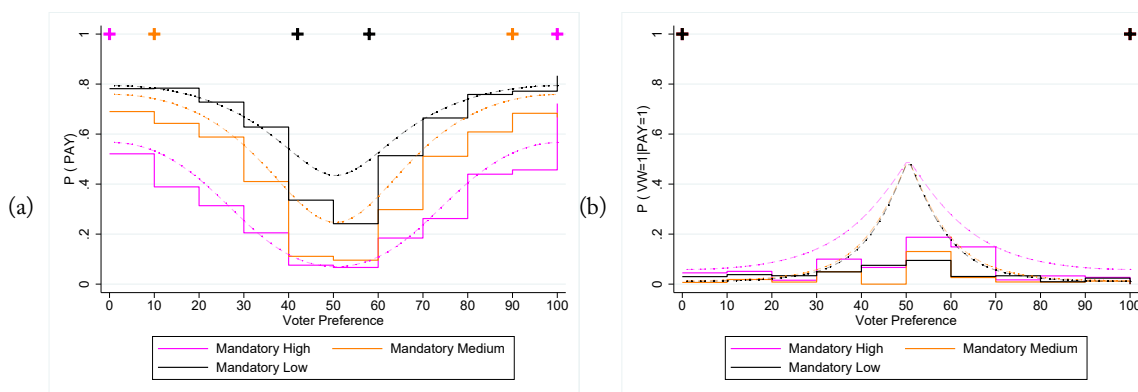 (a)
P ( PAY)
1
.8
.6
.4
.2
0
0 10 20 30 40 50 60 70 80 90 100
Voter Preference
Mandatory High Mandatory Medium
Mandatory Low
(b)
P ( VW=1|PAY=1)
1
.8
.6
.4
.2
0
0 10 20 30 40 50 60 70 80 90 100
Voter Preference
Mandatory High Mandatory Medium
Mandatory Low